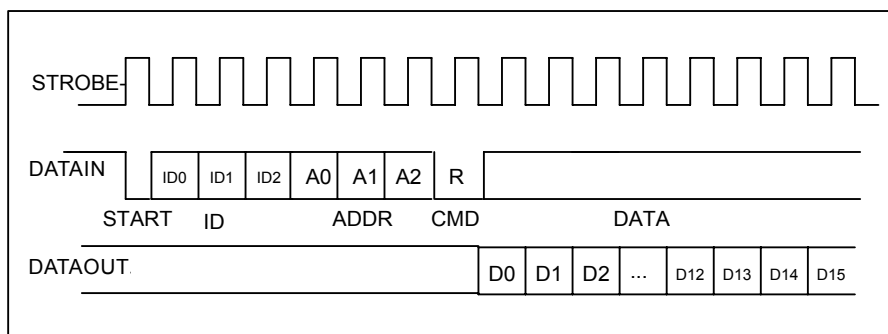 STROBE-
DATAIN ID0 ID1 ID2 A0 A1 A2 R
START ID ADDR CMD DATA
DATAOUT. D0 D1 D2 ... D12 D13 D14 D15